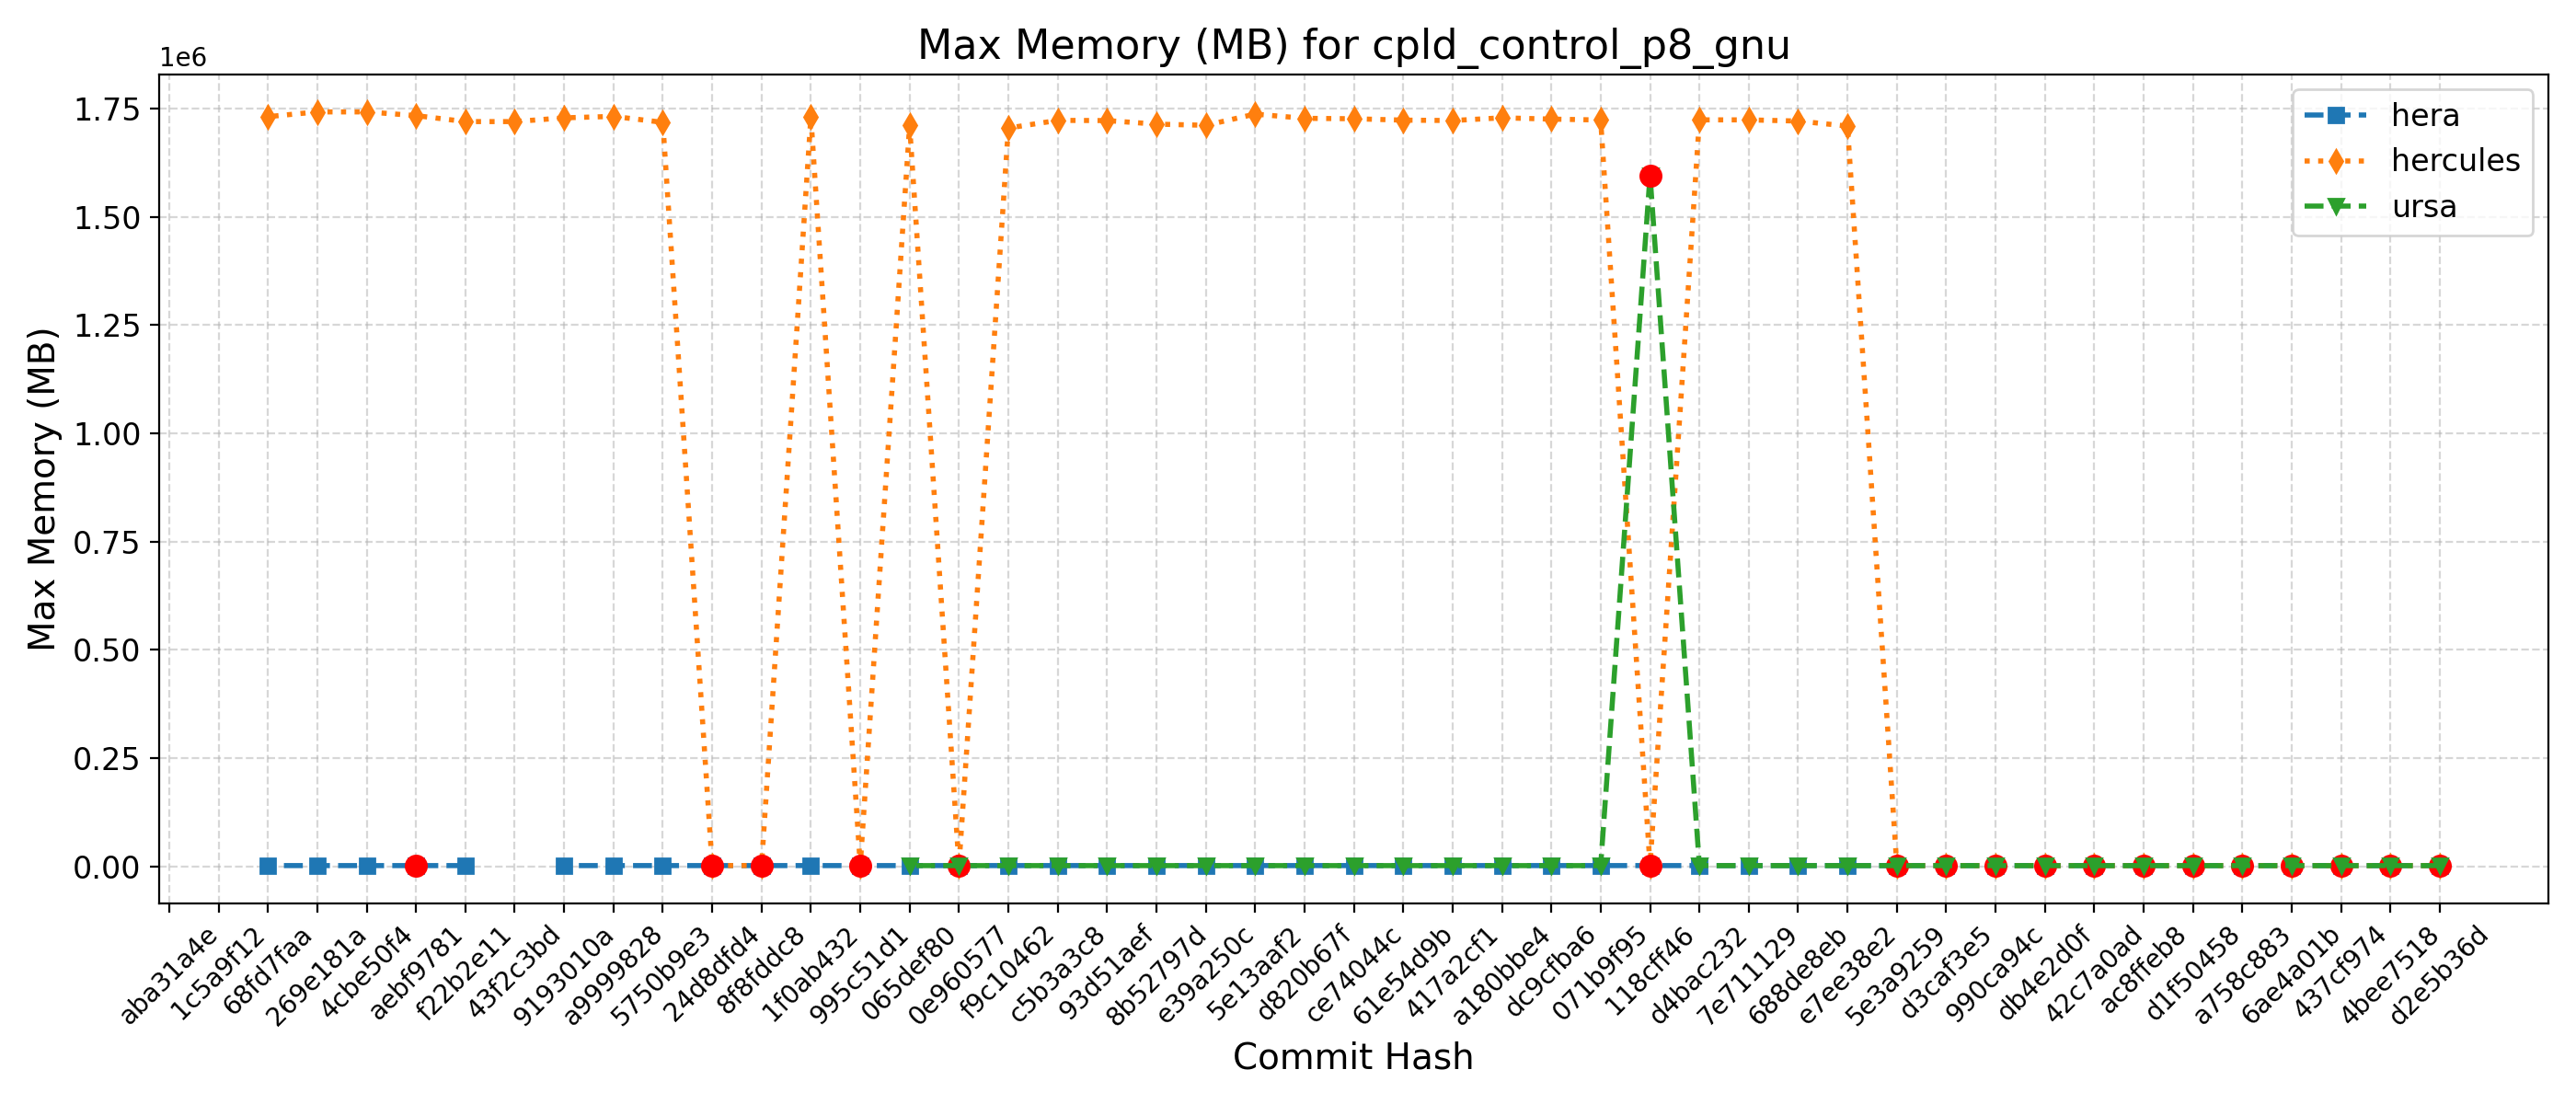 Max Memory (MB) for cpld_control_p8_gnu
1e6
1.75
1.50
1.25
1.00
0.75
0.50
0.25
0.00
Max Memory (MB)
hera
hercules
ursa
aba31a4e
1c5a9f12
68fd7faa
269e181a
4cbe50f4
aebf9781
f22b2e11
43f2c3bd
9193010a
a9999828
5750b9e3
24d8dfd4
8f8fddc8
1f0ab432
995c51d1
065def80
0e960577
f9c10462
c5b3a3c8
93d51aef
8b52797d
e39a250c
5e13aaf2
d820b67f
ce74044c
61e54d9b
417a2cf1
a180bbe4
dc9cfba6
071b9f95
118cff46
d4bac232
7e711129
688de8eb
e7ee38e2
5e3a9259
d3caf3e5
990ca94c
db4e2d0f
42c7a0ad
ac8ffeb8
d1f50458
a758c883
6ae4a01b
437cf974
4bee7518
d2e5b36d
Commit Hash